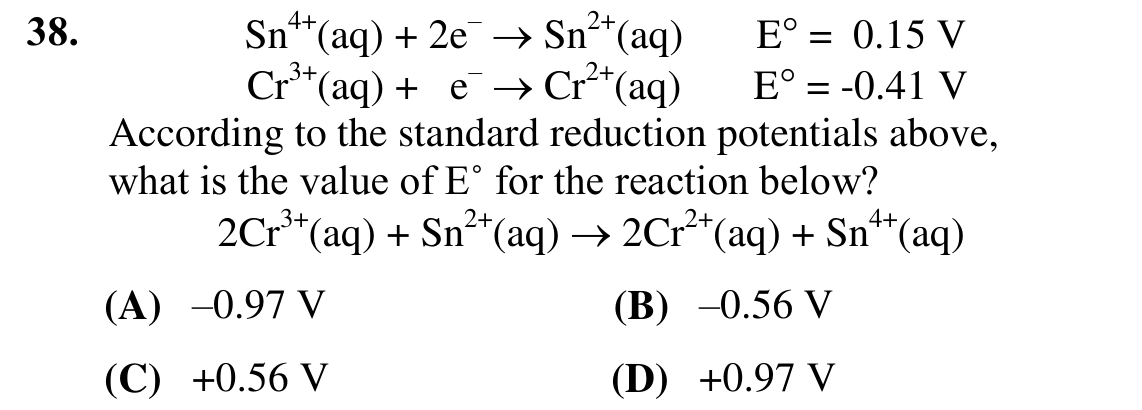 38. Sn⁴⁺(aq) + 2e⁻ → Sn²⁺(aq) E° = 0.15 V
Cr³⁺(aq) + e⁻ → Cr²⁺(aq) E° = -0.41 V
According to the standard reduction potentials above,
what is the value of E° for the reaction below?
2Cr³⁺(aq) + Sn²⁺(aq) → 2Cr²⁺(aq) + Sn⁴⁺(aq)
(A) –0.97 V (B) –0.56 V
(C) +0.56 V (D) +0.97 V